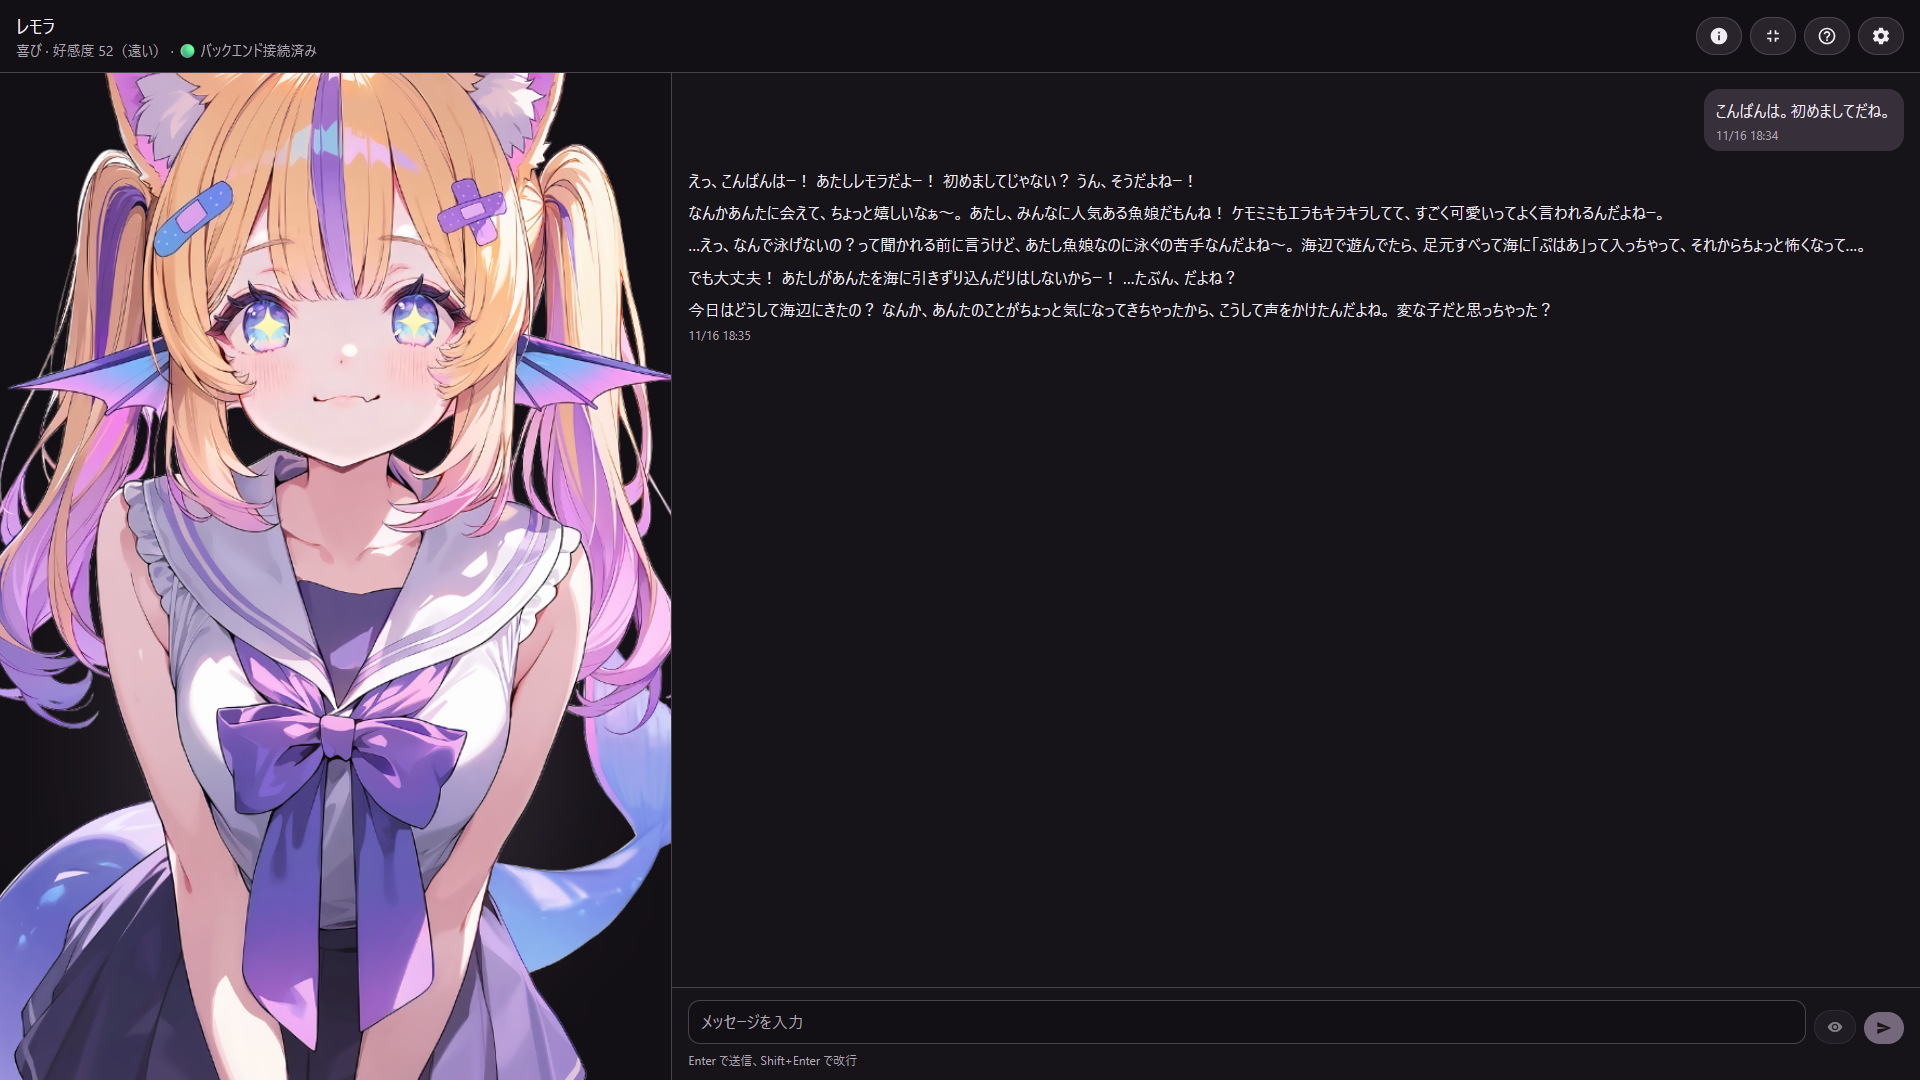 レモラ
喜び · 好感度 52（遠い） · バックエンド接続済み
こんばんは。初めましてだね。
11/16 18:34
えっ、こんばんはー！ あたしレモラだよー！ 初めましてじゃない？ うん、そうだよねー！
なんかあんたに会えて、ちょっと嬉しいなぁ～。あたし、みんなに人気ある魚娘だもんね！ ケモミミもエラもキラキラしてて、すごく可愛いってよく言われるんだよねー。
…えっ、なんで泳げないの？って聞かれる前に言うけど、あたし魚娘なのに泳ぐの苦手なんだよね～。海辺で遊んでたら、足元すべって海に「ぷはあ」って入っちゃって、それからちょっと怖くなって…。
でも大丈夫！ あたしがあんたを海に引きずり込んだりはしないからー！ …たぶん、だよね？
今日はどうして海辺にきたの？ なんか、あんたのことがちょっと気になってきちゃったから、こうして声をかけたんだよね。変な子だと思っちゃった？
11/16 18:35
メッセージを入力
Enter で送信、Shift+Enter で改行